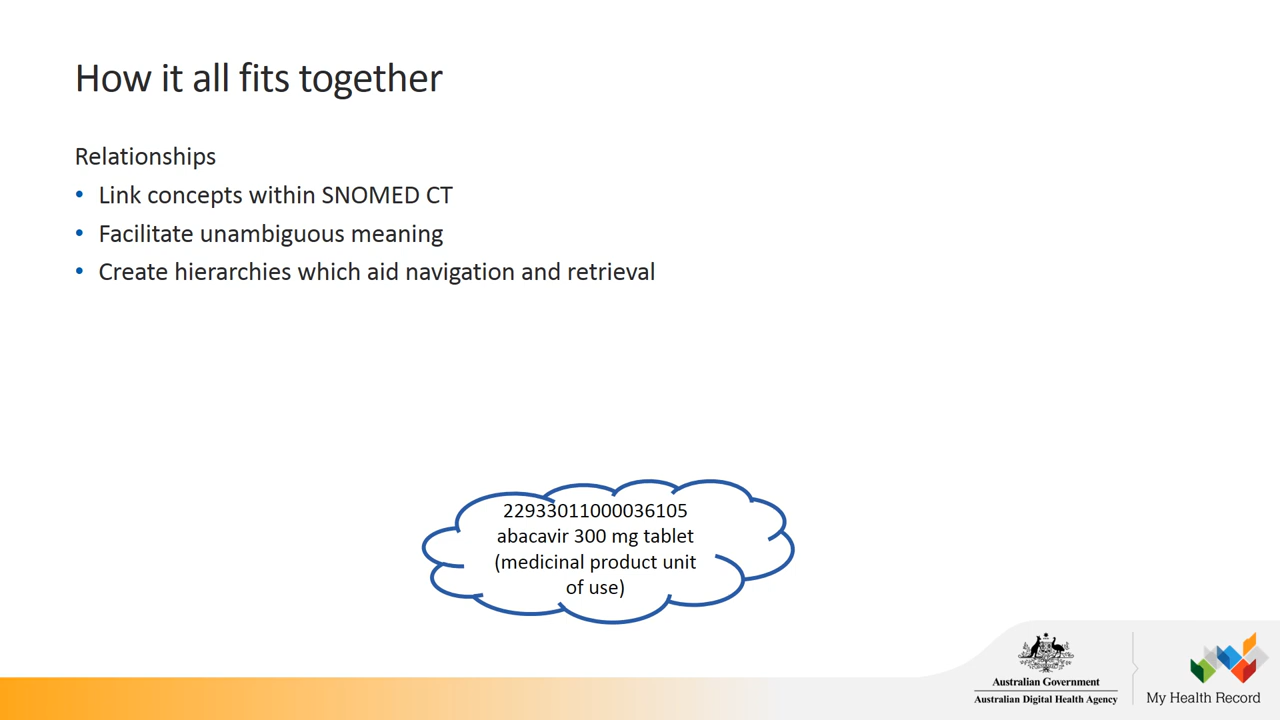 How it all fits together
Relationships
• Link concepts within SNOMED CT
• Facilitate unambiguous meaning
• Create hierarchies which aid navigation and retrieval
22933011000036105
abacavir 300 mg tablet
(medicinal product unit
of use)
Australian Government
Australian Digital Health Agency
My Health Record